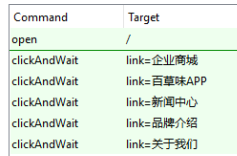 Command Target
open /
clickAndWait link=企业商城
clickAndWait link=百草味APP
clickAndWait link=新闻中心
clickAndWait link=品牌介绍
clickAndWait link=关于我们